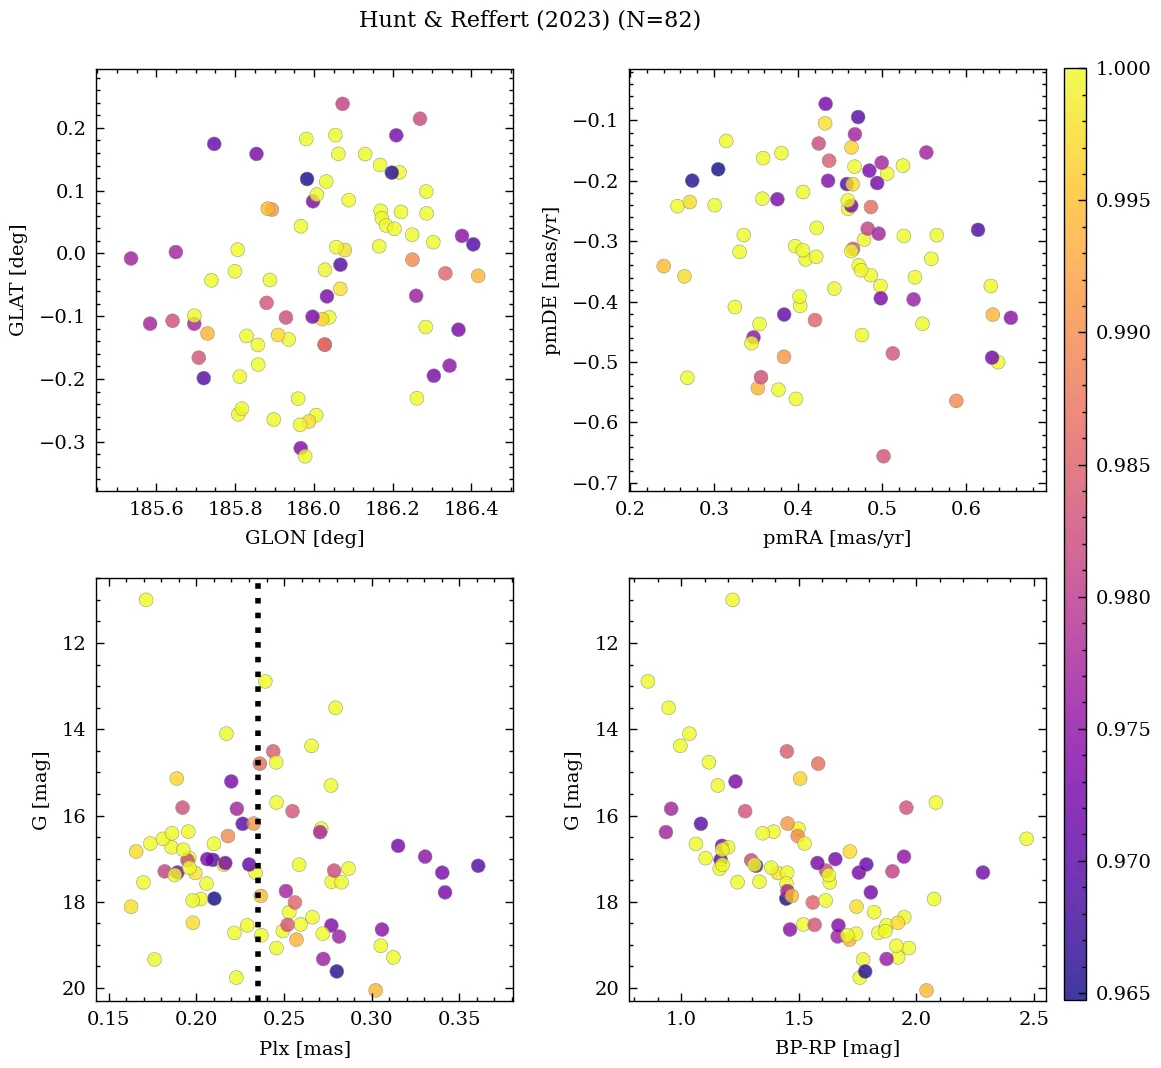 Hunt & Reffert (2023) (N=82)
0.2
0.1
0.0
−0.1
−0.2
−0.3
GLAT [deg]
185.6 185.8 186.0 186.2 186.4
GLON [deg]
−0.1
−0.2
−0.3
−0.4
−0.5
−0.6
−0.7
pmDE [mas/yr]
0.2 0.3 0.4 0.5 0.6
pmRA [mas/yr]
12
14
16
18
20
G [mag]
0.15 0.20 0.25 0.30 0.35
Plx [mas]
12
14
16
18
20
G [mag]
1.0 1.5 2.0 2.5
BP-RP [mag]
1.000
0.995
0.990
0.985
0.980
0.975
0.970
0.965